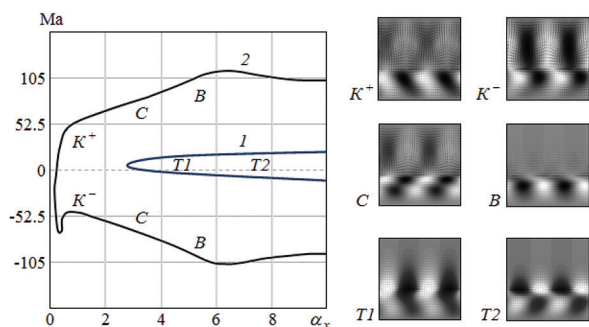 Ma
105
52.5
0
-52.5
-105
0 2 4 6 8 αₓ
2
C B
K⁺
1
T1 T2
K⁻
C
B
K⁺ K⁻
C B
T1 T2